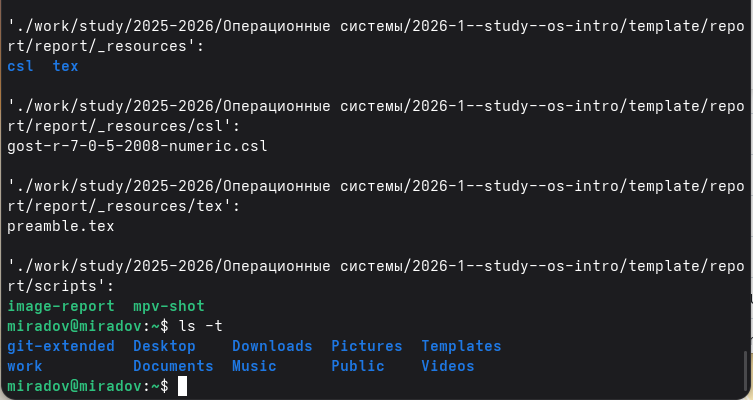 './work/study/2025-2026/Операционные системы/2026-1--study--os-intro/template/repo
rt/report/_resources':
csl  tex
'./work/study/2025-2026/Операционные системы/2026-1--study--os-intro/template/repo
rt/report/_resources/csl':
gost-r-7-0-5-2008-numeric.csl
'./work/study/2025-2026/Операционные системы/2026-1--study--os-intro/template/repo
rt/report/_resources/tex':
preamble.tex
'./work/study/2025-2026/Операционные системы/2026-1--study--os-intro/template/repo
rt/scripts':
image-report  mpv-shot
miradov@miradov:~$ ls -t
git-extended  Desktop    Downloads  Pictures  Templates
work          Documents  Music      Public    Videos
miradov@miradov:~$